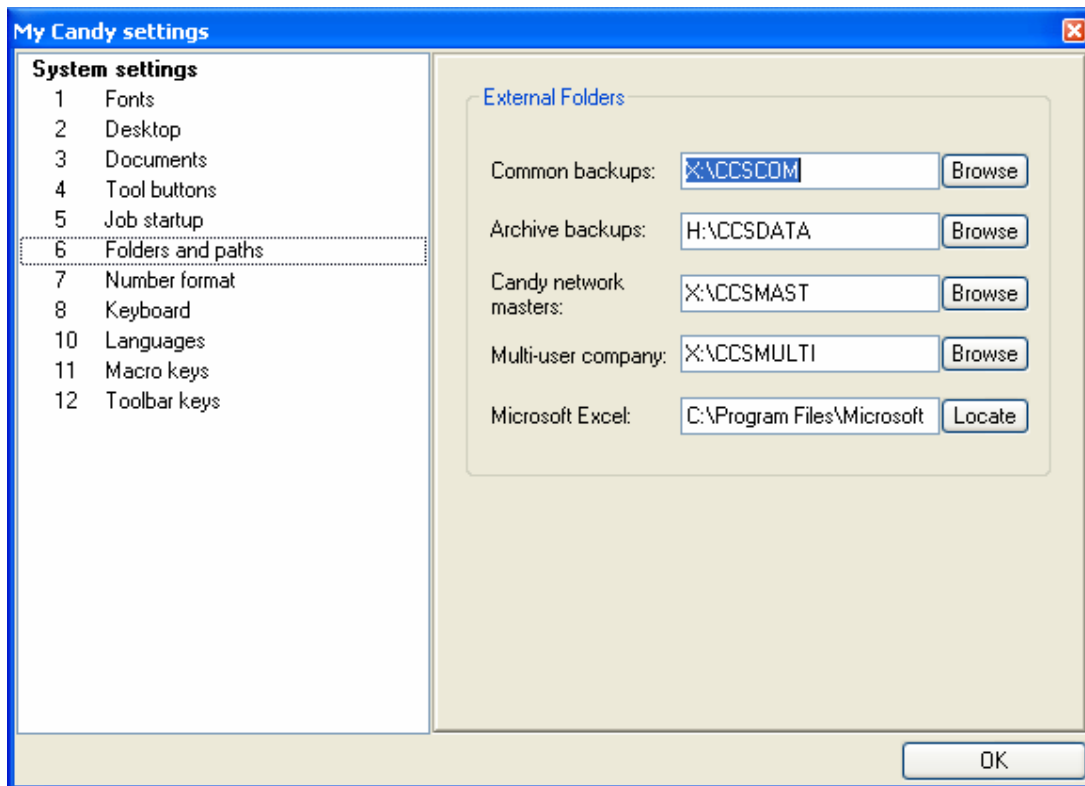 My Candy settings
System settings
1 Fonts
2 Desktop
3 Documents
4 Tool buttons
5 Job startup
6 Folders and paths
7 Number format
8 Keyboard
10 Languages
11 Macro keys
12 Toolbar keys
External Folders
Common backups: X:\CCSCOM Browse
Archive backups: H:\CCSDATA Browse
Candy network
masters: X:\CCSMAST Browse
Multi-user company: X:\CCSMULTI Browse
Microsoft Excel: C:\Program Files\Microsoft Locate
OK